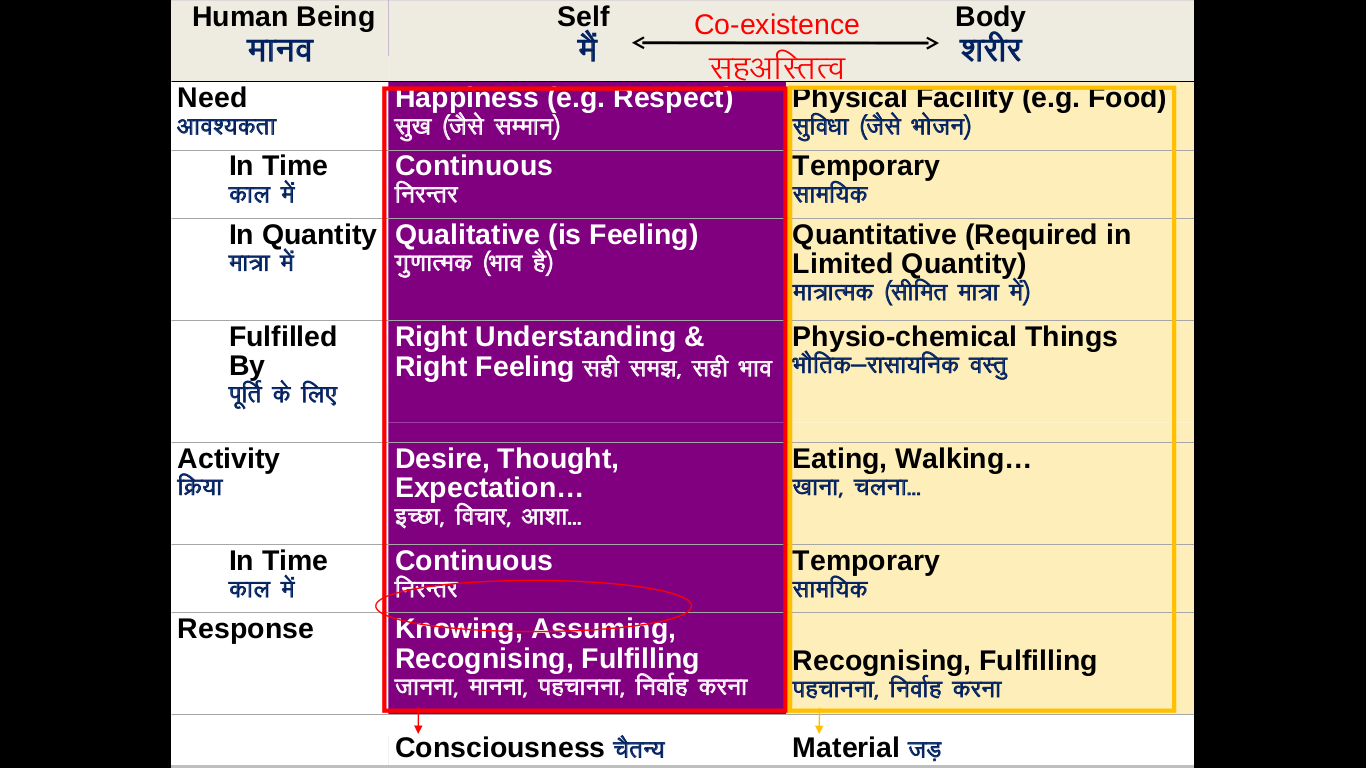 Human Being Self Co-existence Body
मानव मैं सहअस्तित्व शरीर
Need Happiness (e.g. Respect) Physical Facility (e.g. Food)
आवश्यकता सुख (जैसे सम्मान) सुविधा (जैसे भोजन)
In Time Continuous Temporary
काल में निरन्तर सामयिक
In Quantity Qualitative (is Feeling) Quantitative (Required in
मात्रा में गुणात्मक (भाव है) Limited Quantity)
मात्रात्मक (सीमित मात्रा में)
Fulfilled Right Understanding & Physio-chemical Things
By Right Feeling सही समझ, सही भाव भौतिक–रासायनिक वस्तु
पूर्ति के लिए
Activity Desire, Thought, Eating, Walking…
क्रिया Expectation… खाना, चलना…
इच्छा, विचार, आशा…
In Time Continuous Temporary
काल में निरन्तर सामयिक
Response Knowing, Assuming,
Recognising, Fulfilling Recognising, Fulfilling
जानना, मानना, पहचानना, निर्वाह करना पहचानना, निर्वाह करना
Consciousness चैतन्य Material जड़